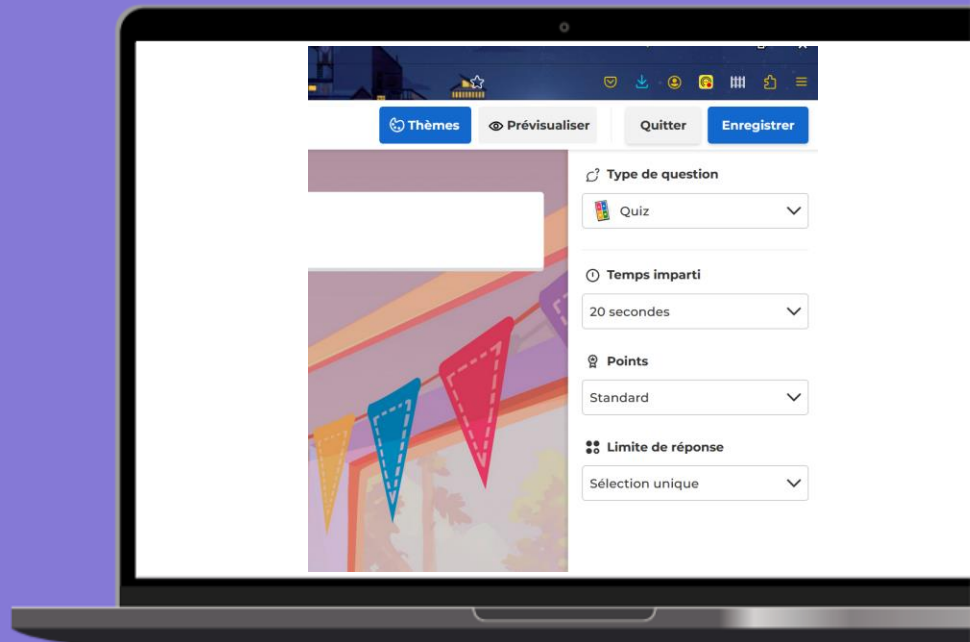 Thèmes
Prévisualiser
Quitter
Enregistrer
Type de question
Quiz
Temps imparti
20 secondes
Points
Standard
Limite de réponse
Sélection unique